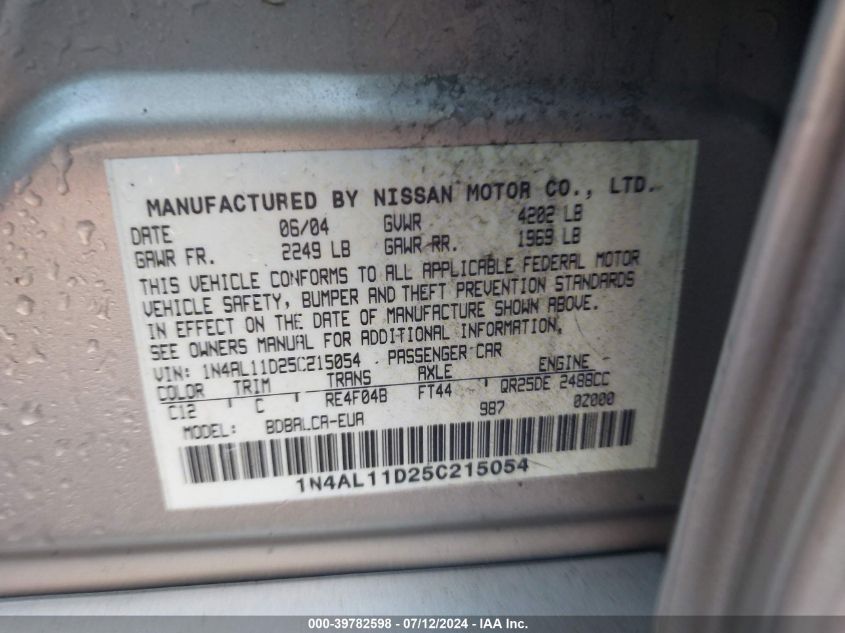 MANUFACTURED BY NISSAN MOTOR CO., LTD.
DATE 06/04 GVWR 4202 LB
GAWR FR. 2249 LB GAWR RR. 1969 LB
THIS VEHICLE CONFORMS TO ALL APPLICABLE FEDERAL MOTOR
VEHICLE SAFETY, BUMPER AND THEFT PREVENTION STANDARDS
IN EFFECT ON THE DATE OF MANUFACTURE SHOWN ABOVE.
SEE OWNERS MANUAL FOR ADDITIONAL INFORMATION.
VIN: 1N4AL11D25C215054 PASSENGER CAR
COLOR TRIM TRANS AXLE ENGINE
C12 C RE4F04B FT44 QR25DE 2488CC
MODEL: BDBALCA-EUA 987 0Z000
1N4AL11D25C215054
000-39782598 - 07/12/2024 - IAA Inc.